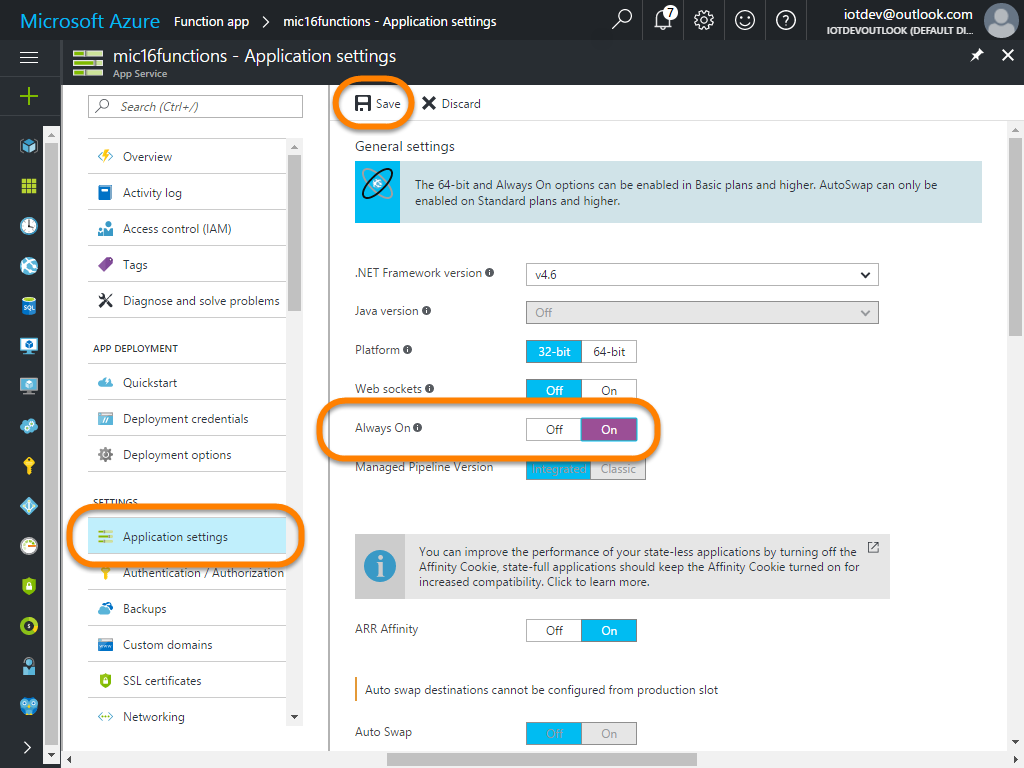 Microsoft Azure Function app > mic16functions - Application settings
7
iotdev@outlook.com
IOTDEVOUTLOOK (DEFAULT DI...
mic16functions - Application settings
App Service
Search (Ctrl+/)
Overview
Activity log
Access control (IAM)
Tags
Diagnose and solve problems
APP DEPLOYMENT
Quickstart
Deployment credentials
Deployment options
SETTINGS
Application settings
Authentication / Authorization
Backups
Custom domains
SSL certificates
Networking
SQL
Save Discard
General settings
The 64-bit and Always On options can be enabled in Basic plans and higher. AutoSwap can only be
enabled on Standard plans and higher.
.NET Framework version v4.6
Java version Off
Platform 32-bit 64-bit
Web sockets Off On
Always On Off On
Managed Pipeline Version Integrated Classic
You can improve the performance of your state-less applications by turning off the
Affinity Cookie, state-full applications should keep the Affinity Cookie turned on for
increased compatibility. Click to learn more.
ARR Affinity Off On
Auto swap destinations cannot be configured from production slot
Auto Swap Off On